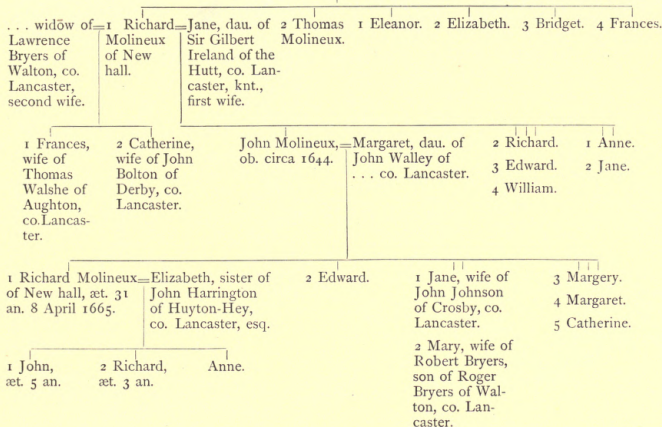 . . . widōw of=1 Richard=Jane, dau. of 2 Thomas 1 Eleanor. 2 Elizabeth. 3 Bridget. 4 Frances.
Lawrence Molineux Sir Gilbert Molineux.
Bryers of of New Ireland of the
Walton, co. hall. Hutt, co. Lan-
Lancaster, caster, knt.,
second wife. first wife.
1 Frances, 2 Catherine, John Molineux,=Margaret, dau. of 2 Richard. 1 Anne.
wife of wife of John ob. circa 1644. John Walley of 3 Edward. 2 Jane.
Thomas Bolton of . . . co. Lancaster. 4 William.
Walshe of Derby, co.
Aughton, Lancaster.
co. Lancas-
ter.
1 Richard Molineux=Elizabeth, sister of 2 Edward. 1 Jane, wife of 3 Margery.
of New hall, æt. 31 John Harrington John Johnson 4 Margaret.
an. 8 April 1665. of Huyton-Hey, of Crosby, co. 5 Catherine.
co. Lancaster, esq. Lancaster.
2 Mary, wife of
1 John, 2 Richard, Anne. Robert Bryers,
æt. 5 an. æt. 3 an. son of Roger
Bryers of Wal-
ton, co. Lan-
caster.